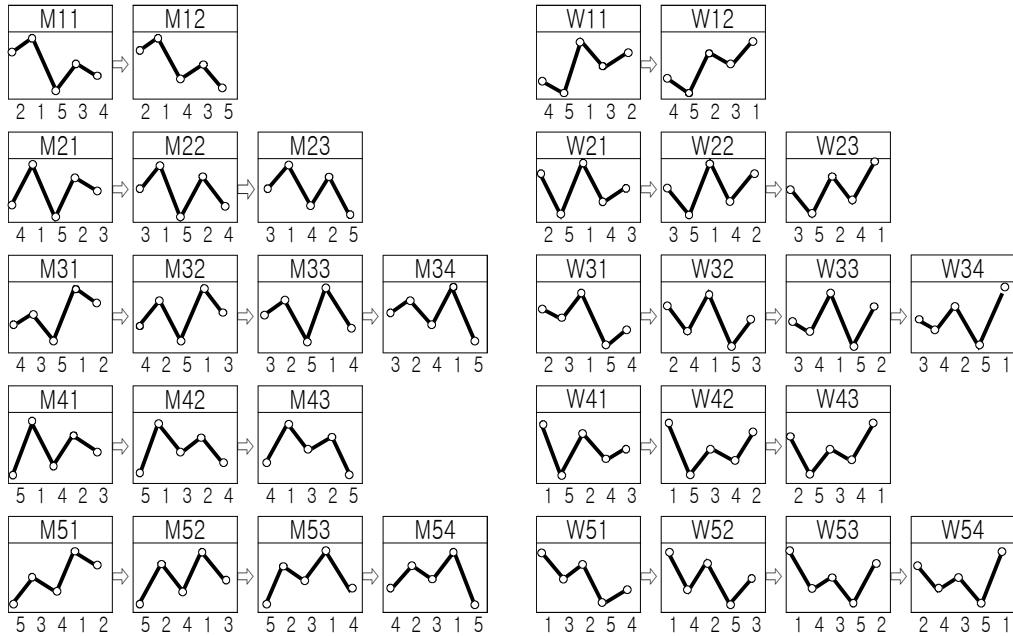 M11 M12 W11 W12
2 1 5 3 4 2 1 4 3 5 4 5 1 3 2 4 5 2 3 1
M21 M22 M23 W21 W22 W23
4 1 5 2 3 3 1 5 2 4 3 1 4 2 5 2 5 1 4 3 3 5 1 4 2 3 5 2 4 1
M31 M32 M33 M34 W31 W32 W33 W34
4 3 5 1 2 4 2 5 1 3 3 2 5 1 4 3 2 4 1 5 2 3 1 5 4 2 4 1 5 3 3 4 1 5 2 3 4 2 5 1
M41 M42 M43 W41 W42 W43
5 1 4 2 3 5 1 3 2 4 4 1 3 2 5 1 5 2 4 3 1 5 3 4 2 2 5 3 4 1
M51 M52 M53 M54 W51 W52 W53 W54
5 3 4 1 2 5 2 4 1 3 5 2 3 1 4 4 2 3 1 5 1 3 2 5 4 1 4 2 5 3 1 4 3 5 2 2 4 3 5 1